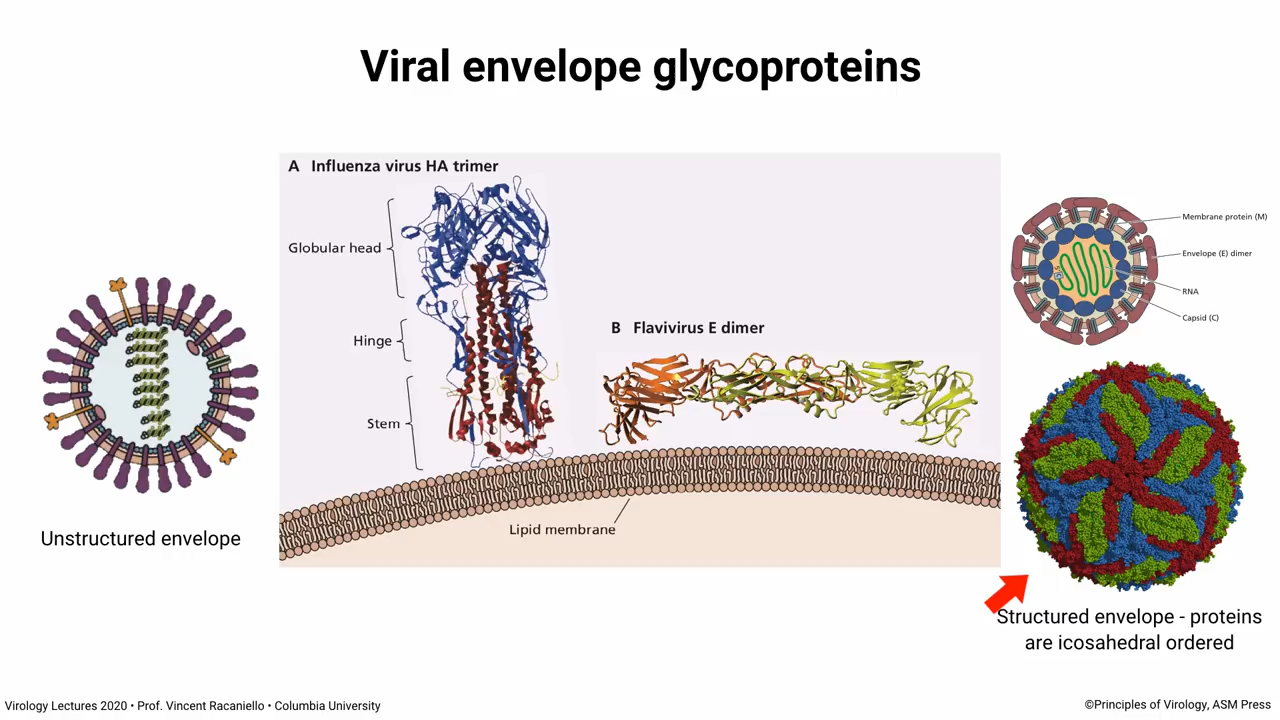 Viral envelope glycoproteins
A Influenza virus HA trimer
Globular head
Hinge
Stem
B Flavivirus E dimer
Lipid membrane
Unstructured envelope
Membrane protein (M)
Envelope (E) dimer
RNA
Capsid (C)
Structured envelope - proteins
are icosahedral ordered
Virology Lectures 2020 • Prof. Vincent Racaniello • Columbia University
©Principles of Virology, ASM Press